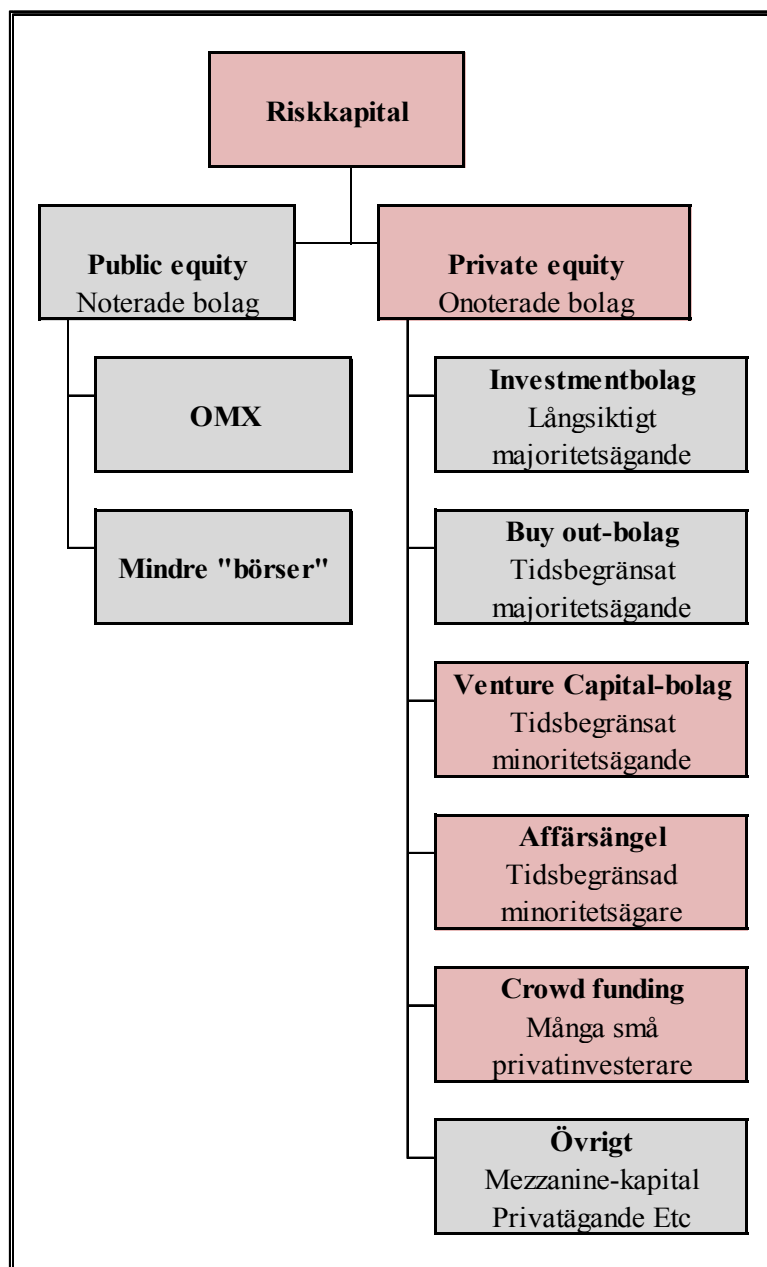 Riskkapital
Public equity
Noterade bolag
Private equity
Onoterade bolag
OMX
Mindre "börser"
Investmentbolag
Långsiktigt
majoritetsägande
Buy out-bolag
Tidsbegränsat
majoritetsägande
Venture Capital-bolag
Tidsbegränsat
minoritetsägande
Affärsängel
Tidsbegränsad
minoritetsägare
Crowd funding
Många små
privatinvesterare
Övrigt
Mezzanine-kapital
Privatägande Etc